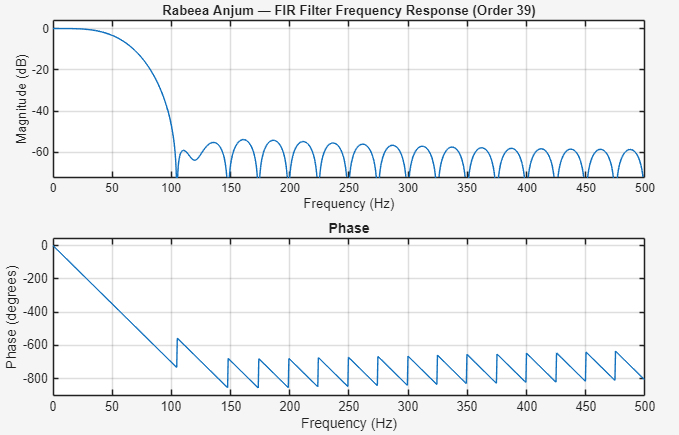 Rabeea Anjum — FIR Filter Frequency Response (Order 39)
Magnitude (dB)
0
-20
-40
-60
0 50 100 150 200 250 300 350 400 450 500
Frequency (Hz)
Phase
Phase (degrees)
0
-200
-400
-600
-800
0 50 100 150 200 250 300 350 400 450 500
Frequency (Hz)